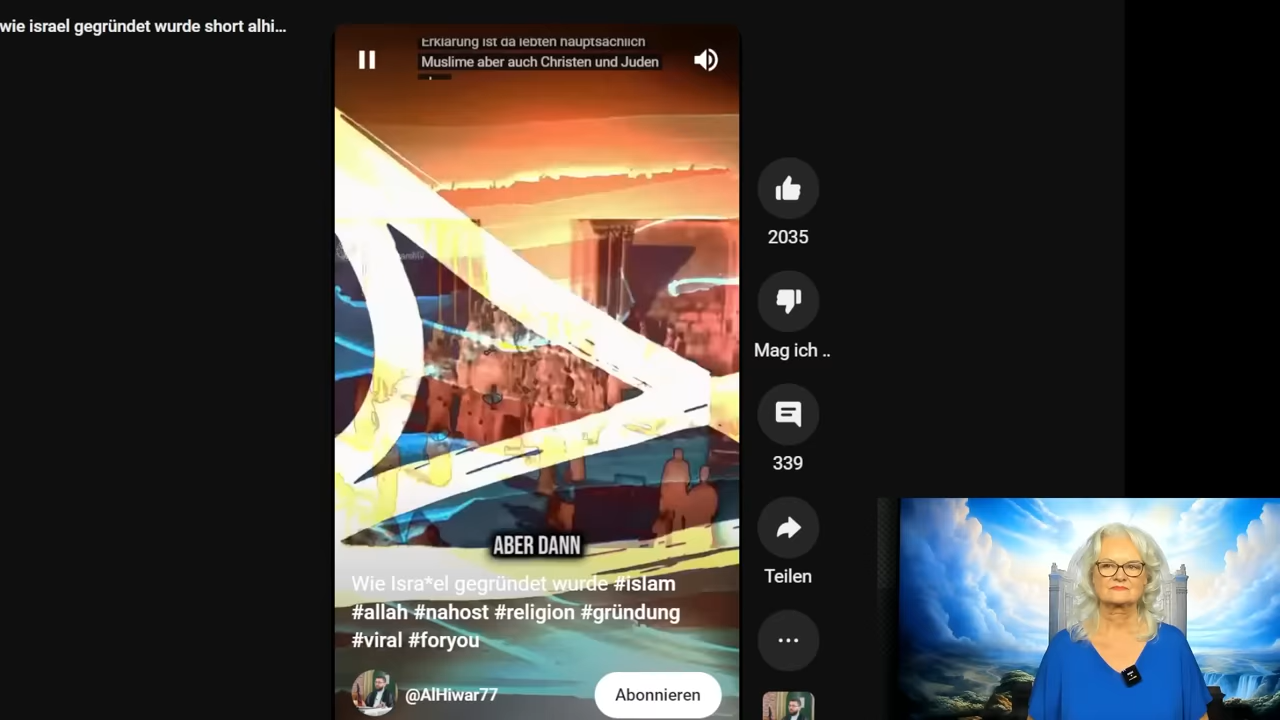 wie israel gegründet wurde short alhi...
Erklärung ist da lebten hauptsächlich
Muslime aber auch Christen und Juden
ABER DANN
Wie Isra*el gegründet wurde #islam
#allah #nahost #religion #gründung
#viral #foryou
@AlHiwar77
Abonnieren
2035
Mag ich ..
339
Teilen